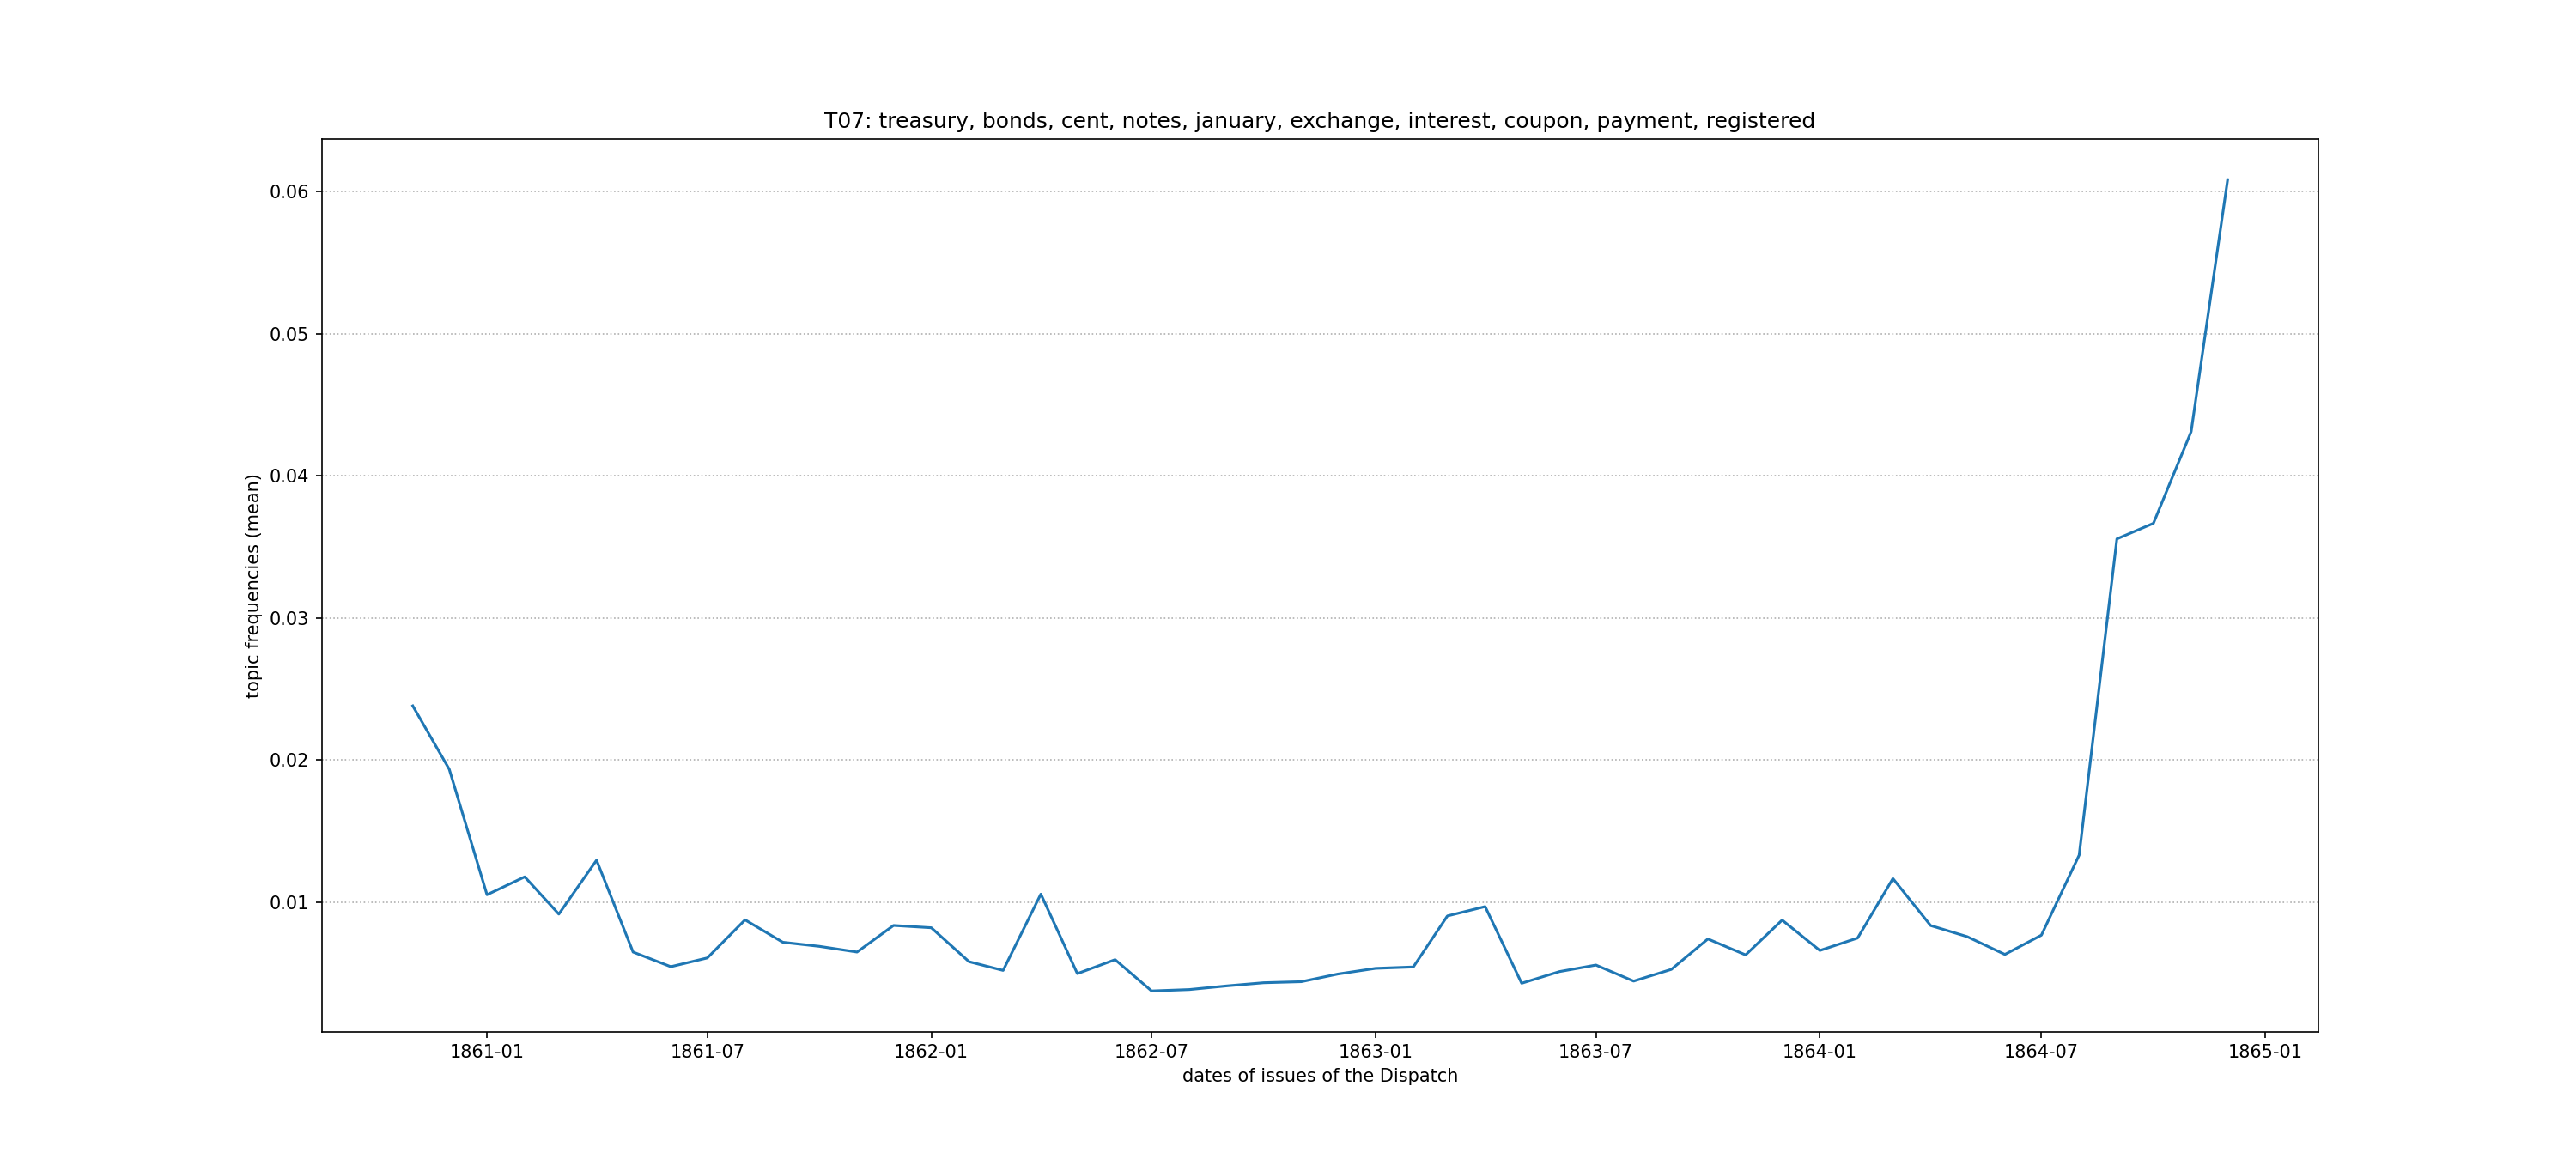 T07: treasury, bonds, cent, notes, january, exchange, interest, coupon, payment, registered
topic frequencies (mean)
0.06
0.05
0.04
0.03
0.02
0.01
1861-01 1861-07 1862-01 1862-07 1863-01 1863-07 1864-01 1864-07 1865-01
dates of issues of the Dispatch